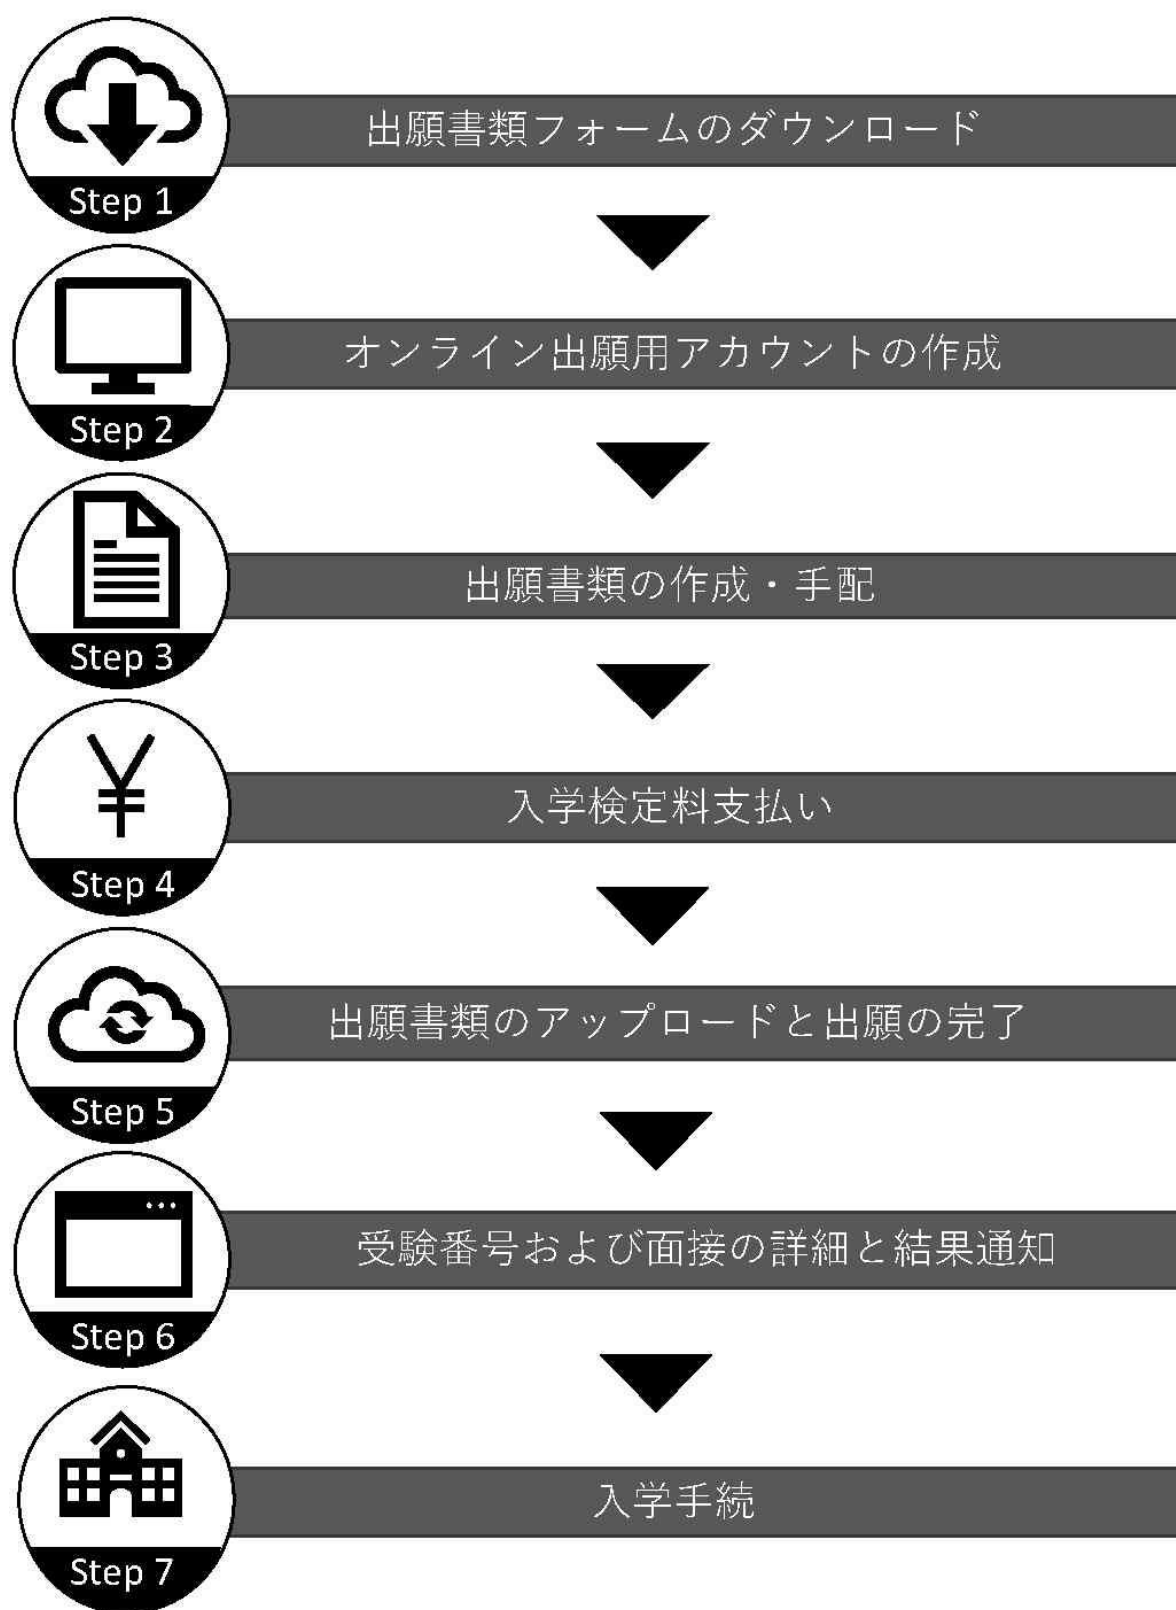 出願書類フォームのダウンロード
Step 1
オンライン出願用アカウントの作成
Step 2
出願書類の作成・手配
Step 3
¥
入学検定料支払い
Step 4
出願書類のアップロードと出願の完了
Step 5
受験番号および面接の詳細と結果通知
Step 6
入学手続
Step 7